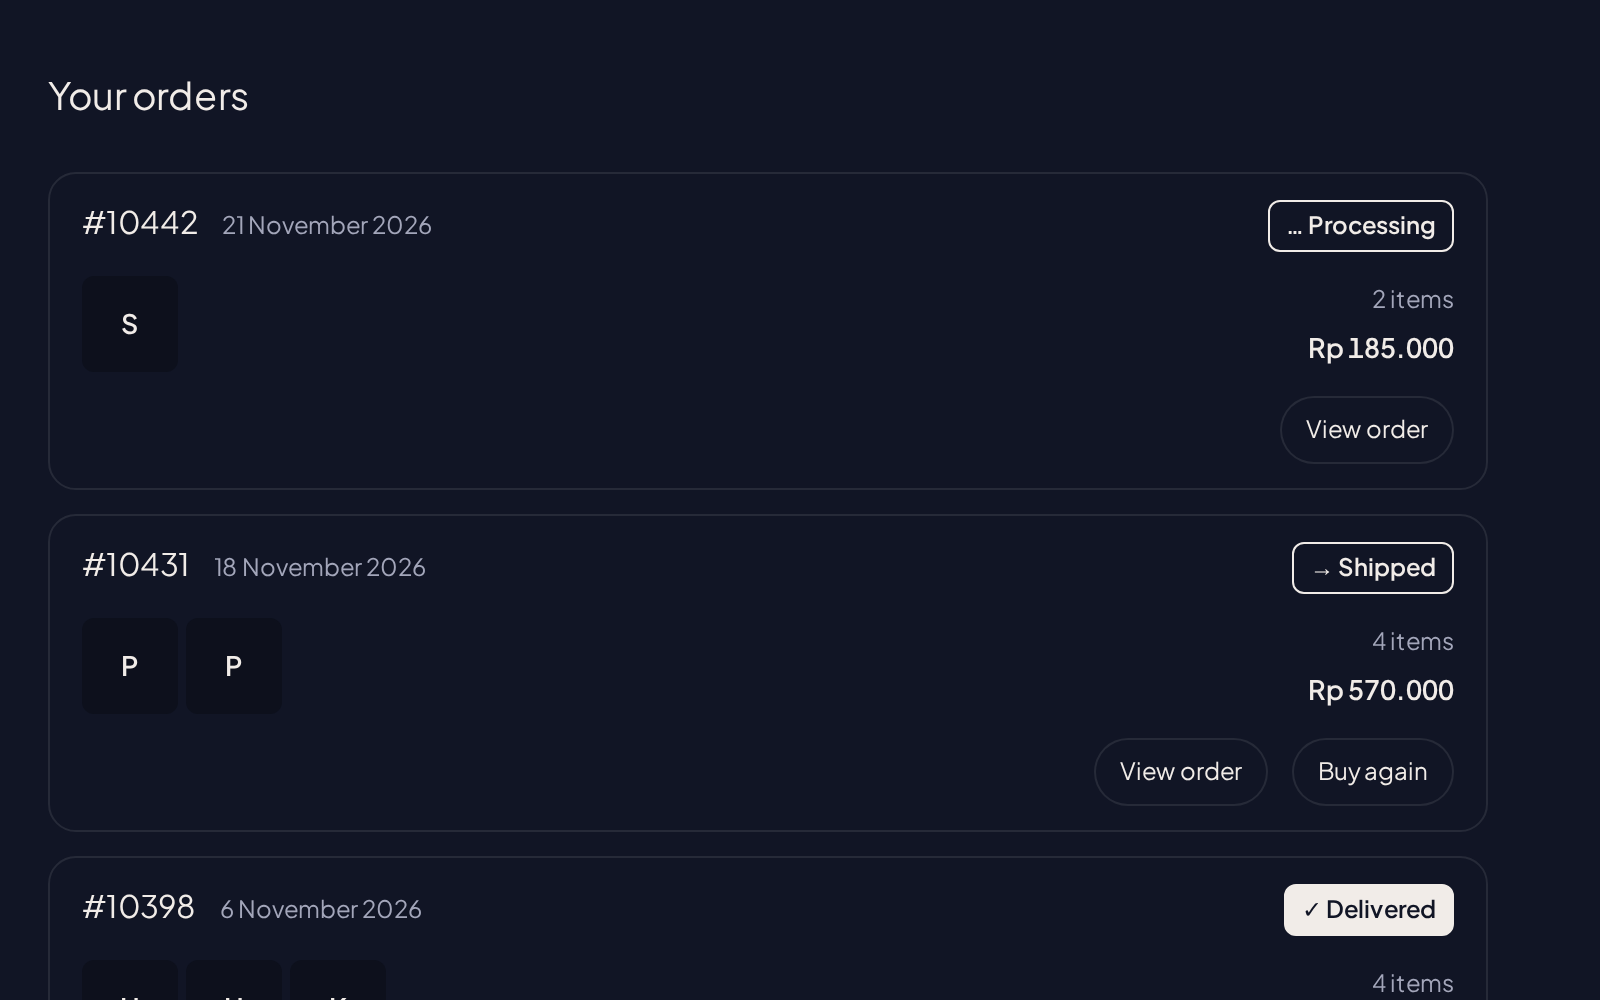 Your orders
#10442 21 November 2026
… Processing
S
2 items
Rp 185.000
View order
#10431 18 November 2026
→ Shipped
P P
4 items
Rp 570.000
View order Buy again
#10398 6 November 2026
✓ Delivered
4 items